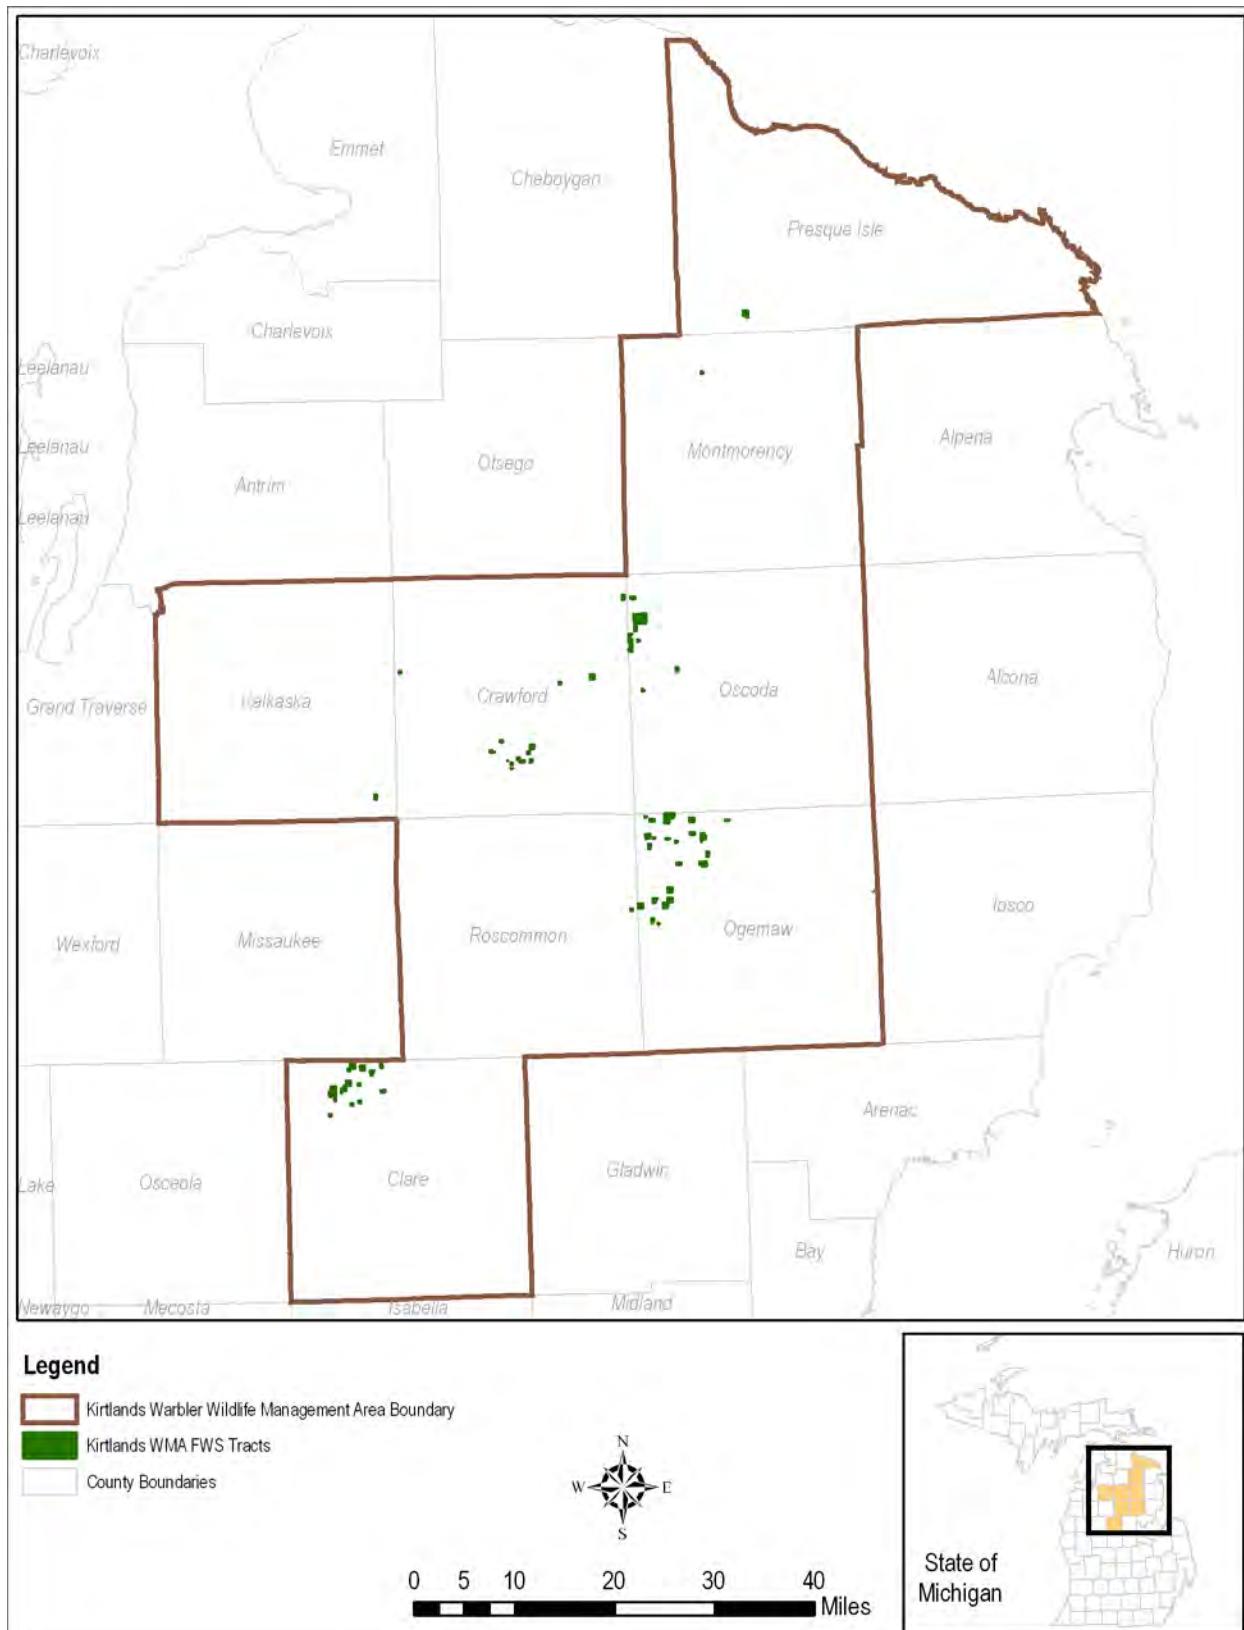 Charlevoix
Emmet
Cheboygan
Presque Isle
Charlevoix
Leelanau
Leelanau
Leelanau
Antrim
Otsego
Montmorency
Alpena
Grand Traverse
Kalkaska
Crawford
Oscoda
Alcona
Wexford
Missaukee
Roscommon
Ogemaw
Iosco
Lake
Osceola
Clare
Gladwin
Arenac
Bay
Huron
Newaygo
Mecosta
Isabella
Midland
Legend
Kirtlands Warbler Wildlife Management Area Boundary
Kirtlands WMA FWS Tracts
County Boundaries
N
W
E
S
0 5 10 20 30 40
Miles
State of
Michigan